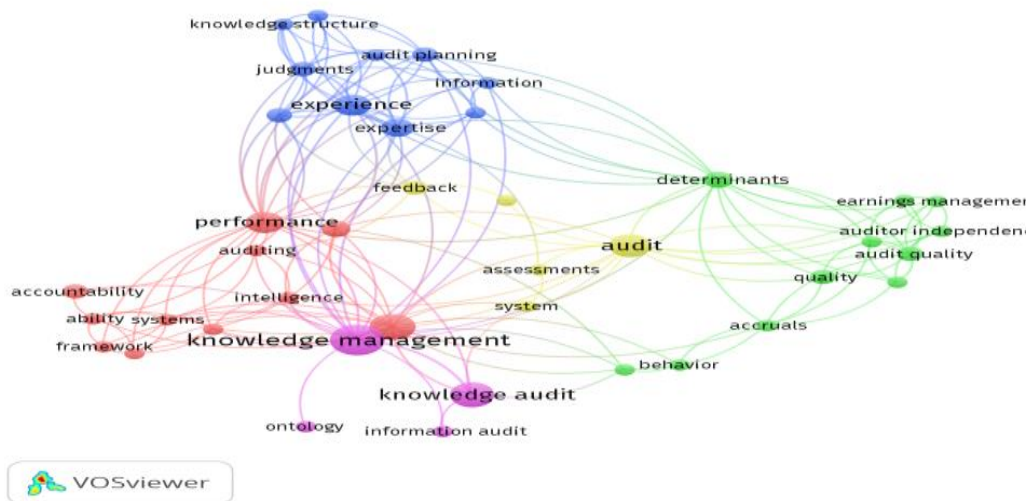 knowledge structure
audit planning
judgments
information
experience
expertise
feedback
determinants
earnings management
performance
auditor independenc
auditing
audit
audit quality
assessments
quality
accountability
intelligence
system
ability
systems
accruals
framework
knowledge management
behavior
knowledge audit
ontology
information audit
VOSviewer